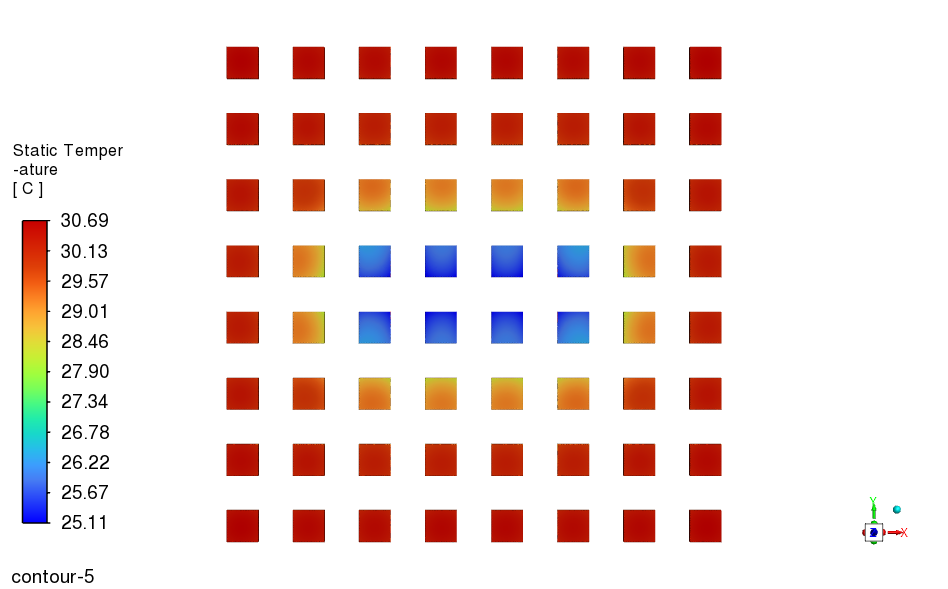 Static Temper
-ature
[ C ]
30.69
30.13
29.57
29.01
28.46
27.90
27.34
26.78
26.22
25.67
25.11
Y
X
Z
contour-5